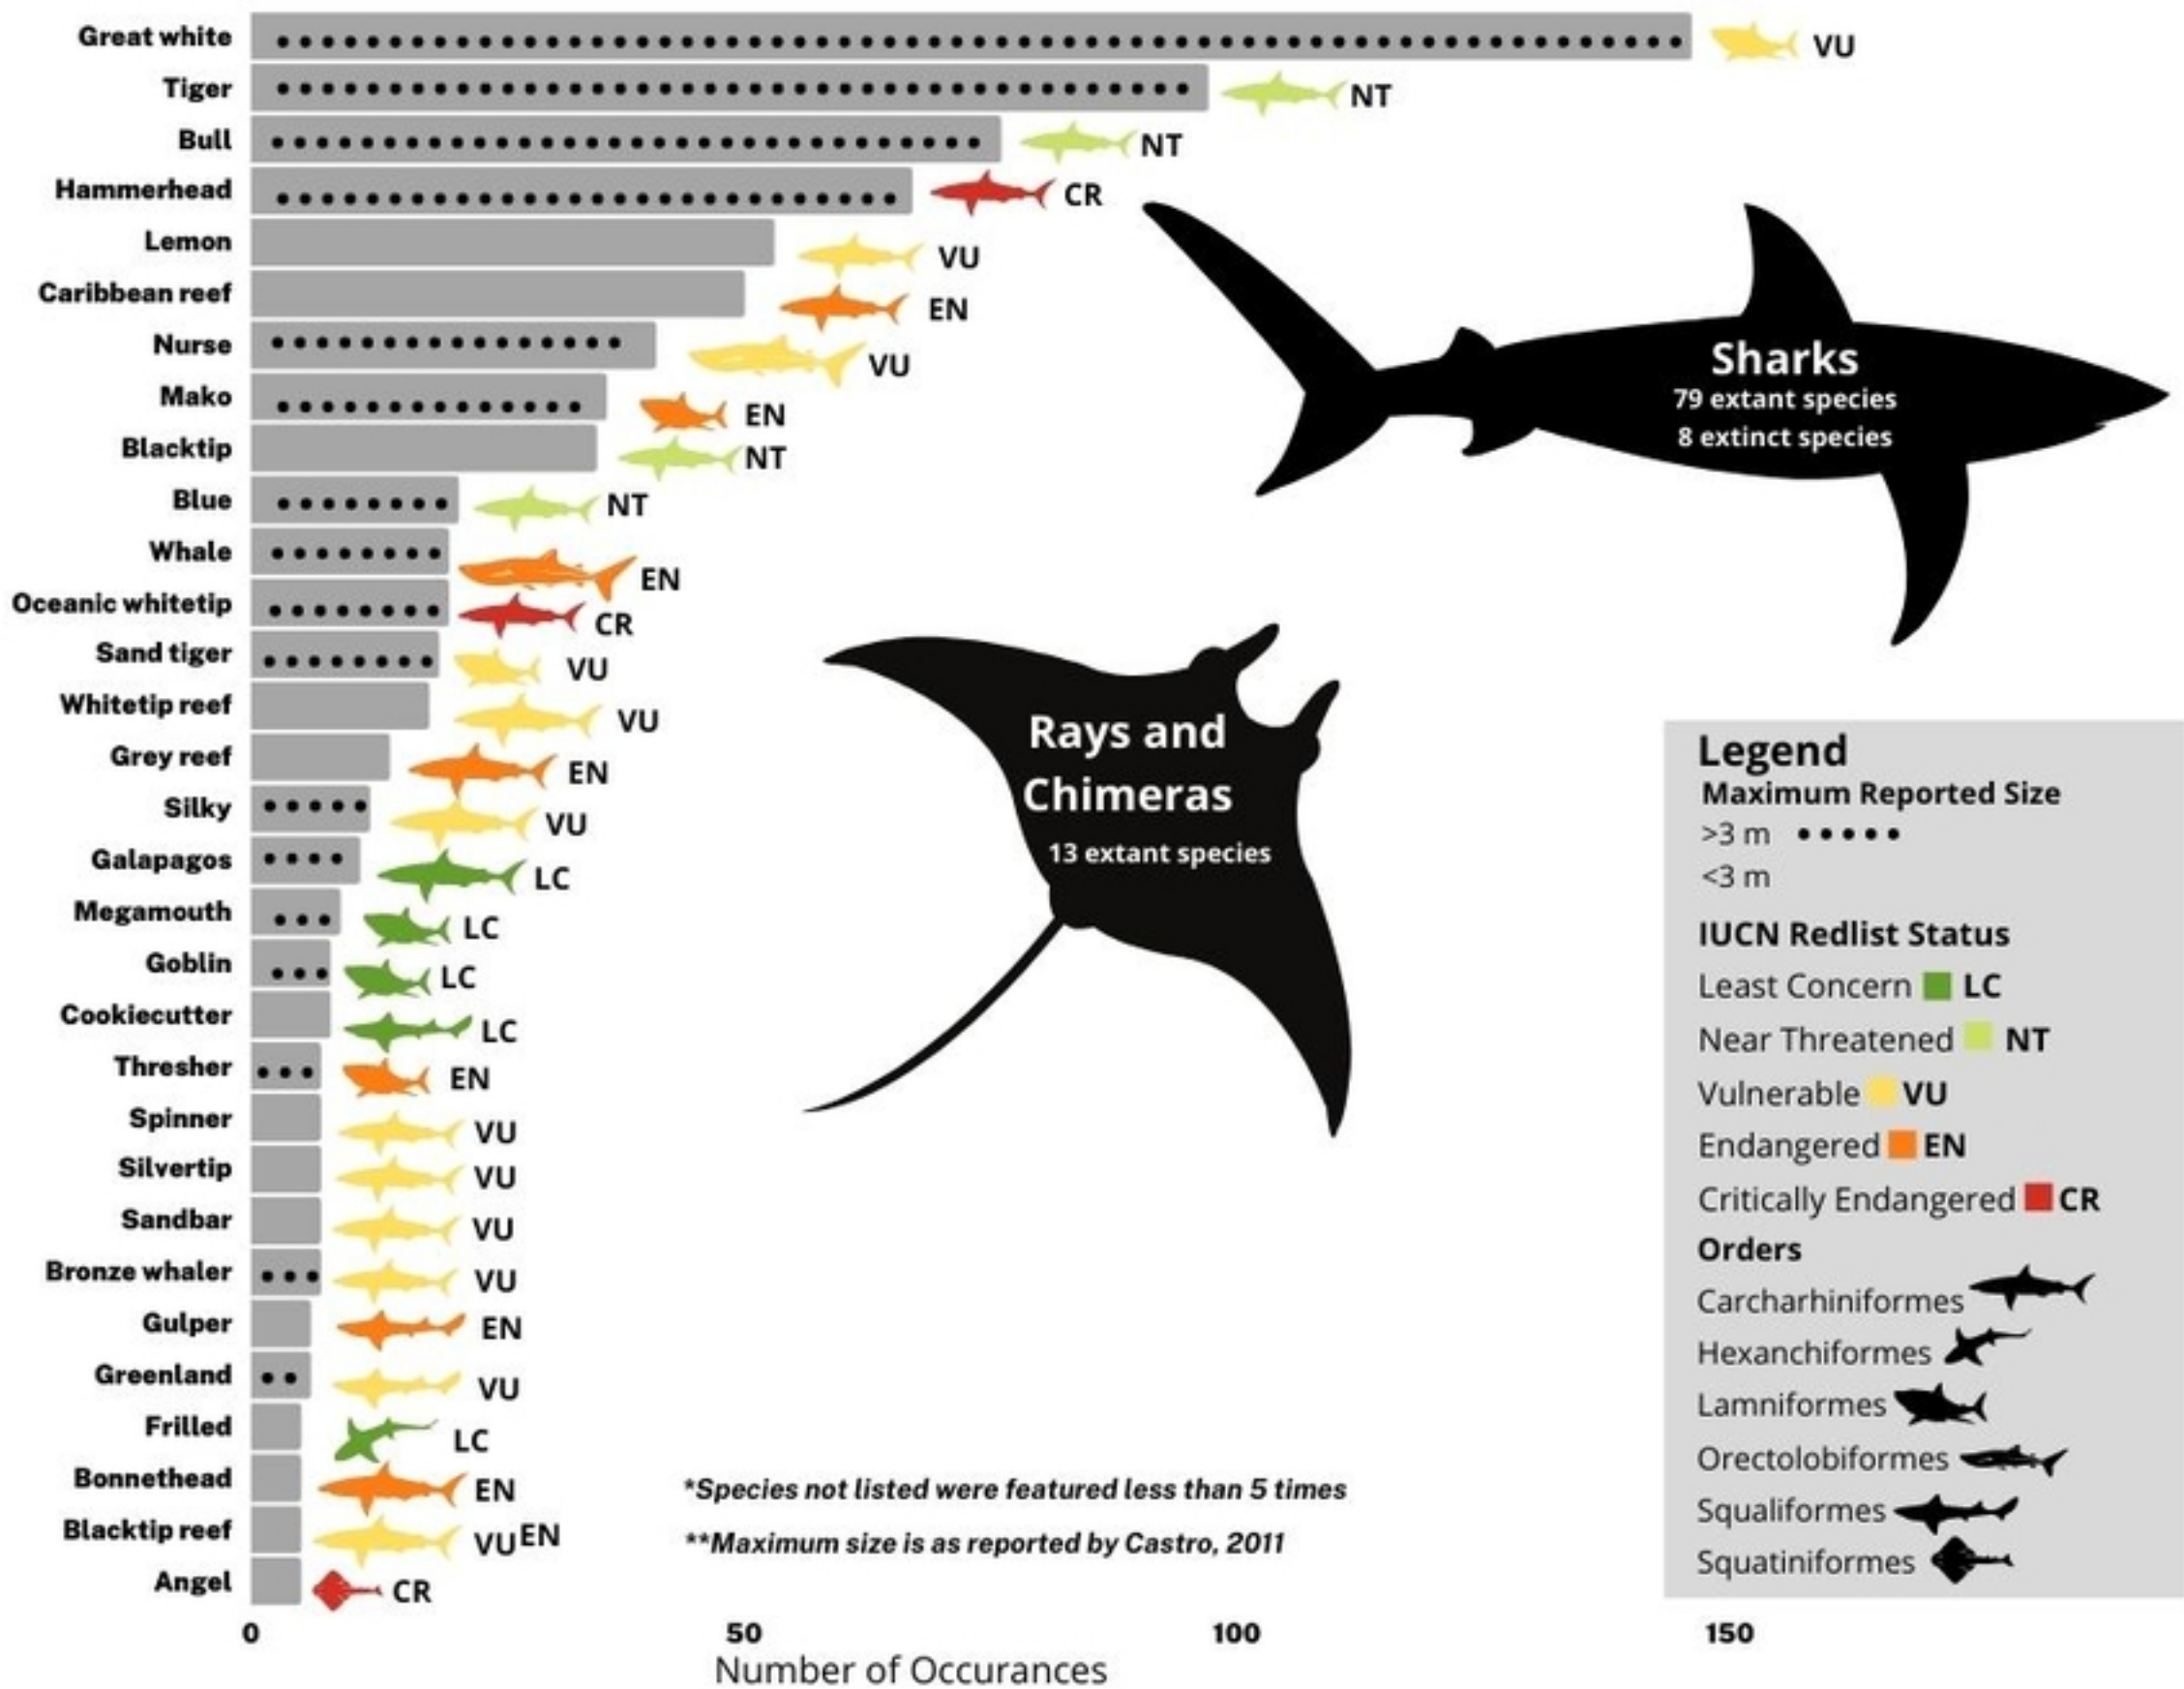 Great white VU
Tiger NT
Bull NT
Hammerhead CR
Lemon VU
Caribbean reef EN
Nurse VU
Mako EN
Blacktip NT
Blue NT
Whale EN
Oceanic whitetip CR
Sand tiger VU
Whitetip reef VU
Grey reef EN
Silky VU
Galapagos LC
Megamouth LC
Goblin LC
Cookiecutter LC
Thresher EN
Spinner VU
Silvertip VU
Sandbar VU
Bronze whaler VU
Gulper EN
Greenland VU
Frilled LC
Bonnethead EN
Blacktip reef VU EN
Angel CR
0 50 100 150
Number of Occurances
Sharks
79 extant species
8 extinct species
Rays and
Chimeras
13 extant species
*Species not listed were featured less than 5 times
**Maximum size is as reported by Castro, 2011
Legend
Maximum Reported Size
>3 m
<3 m
IUCN Redlist Status
Least Concern LC
Near Threatened NT
Vulnerable VU
Endangered EN
Critically Endangered CR
Orders
Carcharhiniformes
Hexanchiformes
Lamniformes
Orectolobiformes
Squaliformes
Squatiniformes